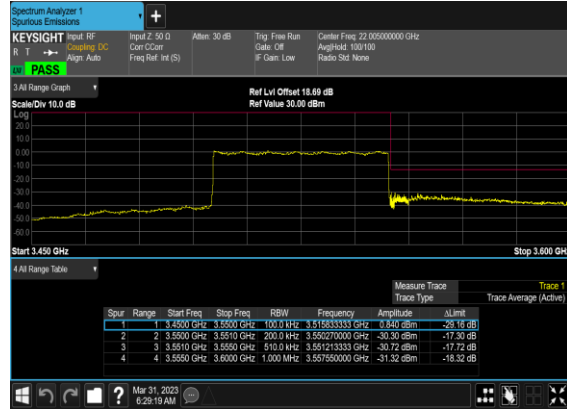 Spectrum Analyzer 1
Spurious Emissions
KEYSIGHT Input: RF Input Z: 50 Ω Atten: 30 dB Trig: Free Run Center Freq: 22.005000000 GHz
R T Coupling: DC Corr CCorr Gate: Off Avg|Hold: 100/100
Align: Auto Freq Ref: Int (S) IF Gain: Low Radio Std: None
PASS
3 All Range Graph
Ref Lvl Offset 18.69 dB
Scale/Div 10.0 dB Ref Value 30.00 dBm
Log
20.0
10.0
0.00
-10.0
-20.0
-30.0
-40.0
-50.0
-60.0
Start 3.450 GHz Stop 3.600 GH
4 All Range Table
Measure Trace Trace 1
Trace Type Trace Average (Active)
Spur Range Start Freq Stop Freq RBW Frequency Amplitude ΔLimit
1 1 3.4500 GHz 3.5500 GHz 100.0 kHz 3.515833333 GHz 0.840 dBm -29.16 dB
2 2 3.5500 GHz 3.5510 GHz 200.0 kHz 3.550270000 GHz -30.30 dBm -17.30 dB
3 3 3.5510 GHz 3.5550 GHz 510.0 kHz 3.551213333 GHz -30.72 dBm -17.72 dB
4 4 3.5550 GHz 3.6000 GHz 1.000 MHz 3.557550000 GHz -31.32 dBm -18.32 dB
Mar 31, 2023
6:29:19 AM